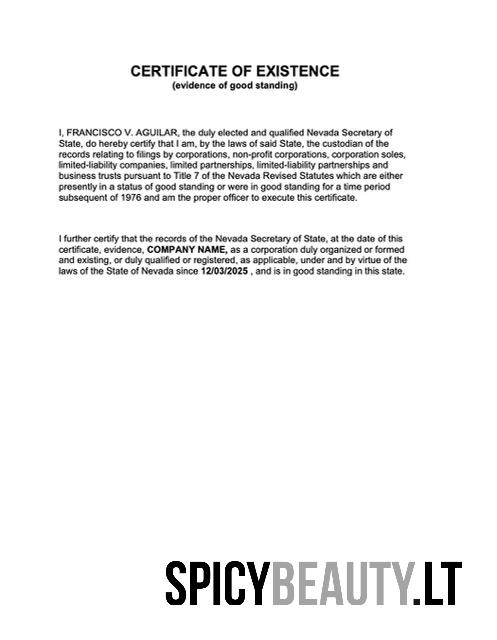 CERTIFICATE OF EXISTENCE
(evidence of good standing)
I, FRANCISCO V. AGUILAR, the duly elected and qualified Nevada Secretary of
State, do hereby certify that I am, by the laws of said State, the custodian of the
records relating to filings by corporations, non-profit corporations, corporation soles,
limited-liability companies, limited partnerships, limited-liability partnerships and
business trusts pursuant to Title 7 of the Nevada Revised Statutes which are either
presently in a status of good standing or were in good standing for a time period
subsequent of 1976 and am the proper officer to execute this certificate.
I further certify that the records of the Nevada Secretary of State, at the date of this
certificate, evidence, COMPANY NAME, as a corporation duly organized or formed
and existing, or duly qualified or registered, as applicable, under and by virtue of the
laws of the State of Nevada since 12/03/2025 , and is in good standing in this state.
SPICYBEAUTY.LT